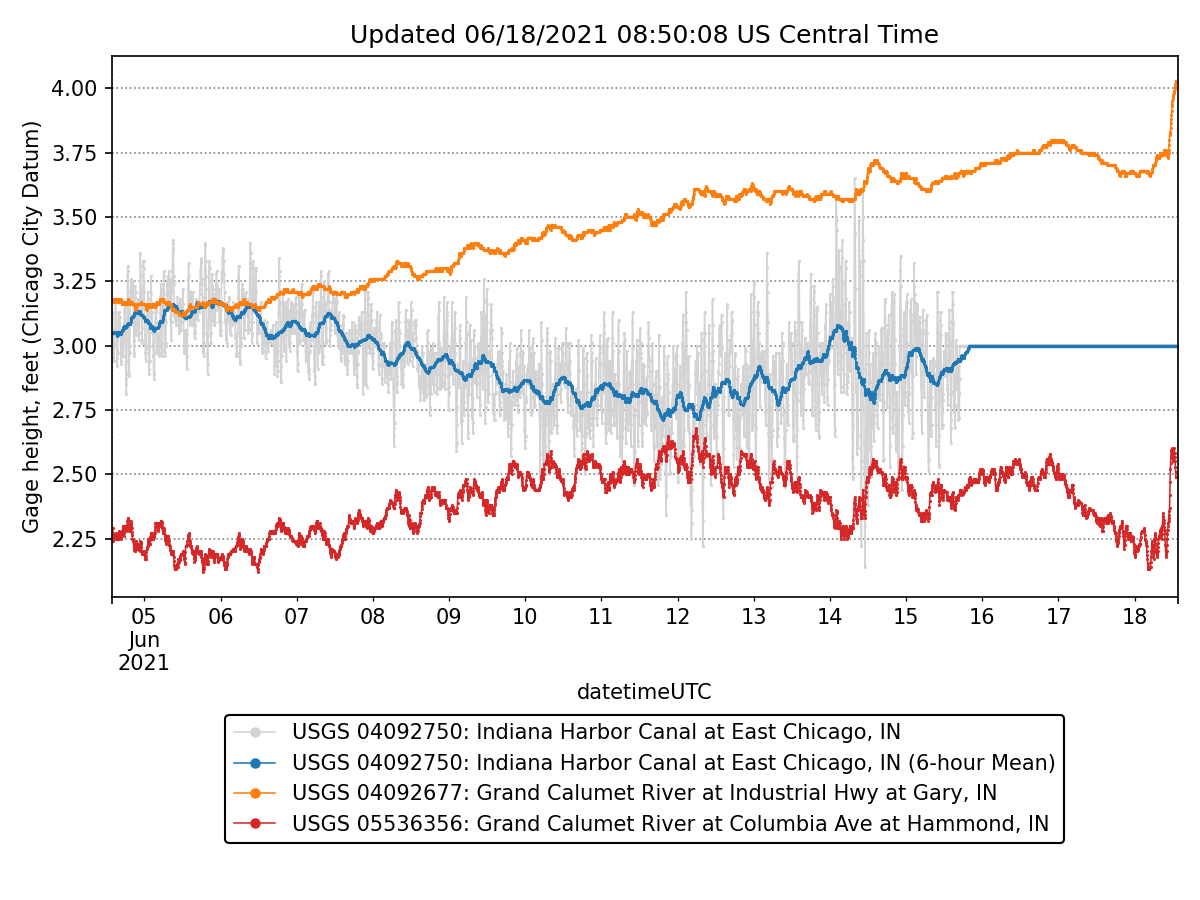 Updated 06/18/2021 08:50:08 US Central Time
Gage height, feet (Chicago City Datum)
4.00
3.75
3.50
3.25
3.00
2.75
2.50
2.25
05 06 07 08 09 10 11 12 13 14 15 16 17 18
Jun
2021
datetimeUTC
USGS 04092750: Indiana Harbor Canal at East Chicago, IN
USGS 04092750: Indiana Harbor Canal at East Chicago, IN (6-hour Mean)
USGS 04092677: Grand Calumet River at Industrial Hwy at Gary, IN
USGS 05536356: Grand Calumet River at Columbia Ave at Hammond, IN